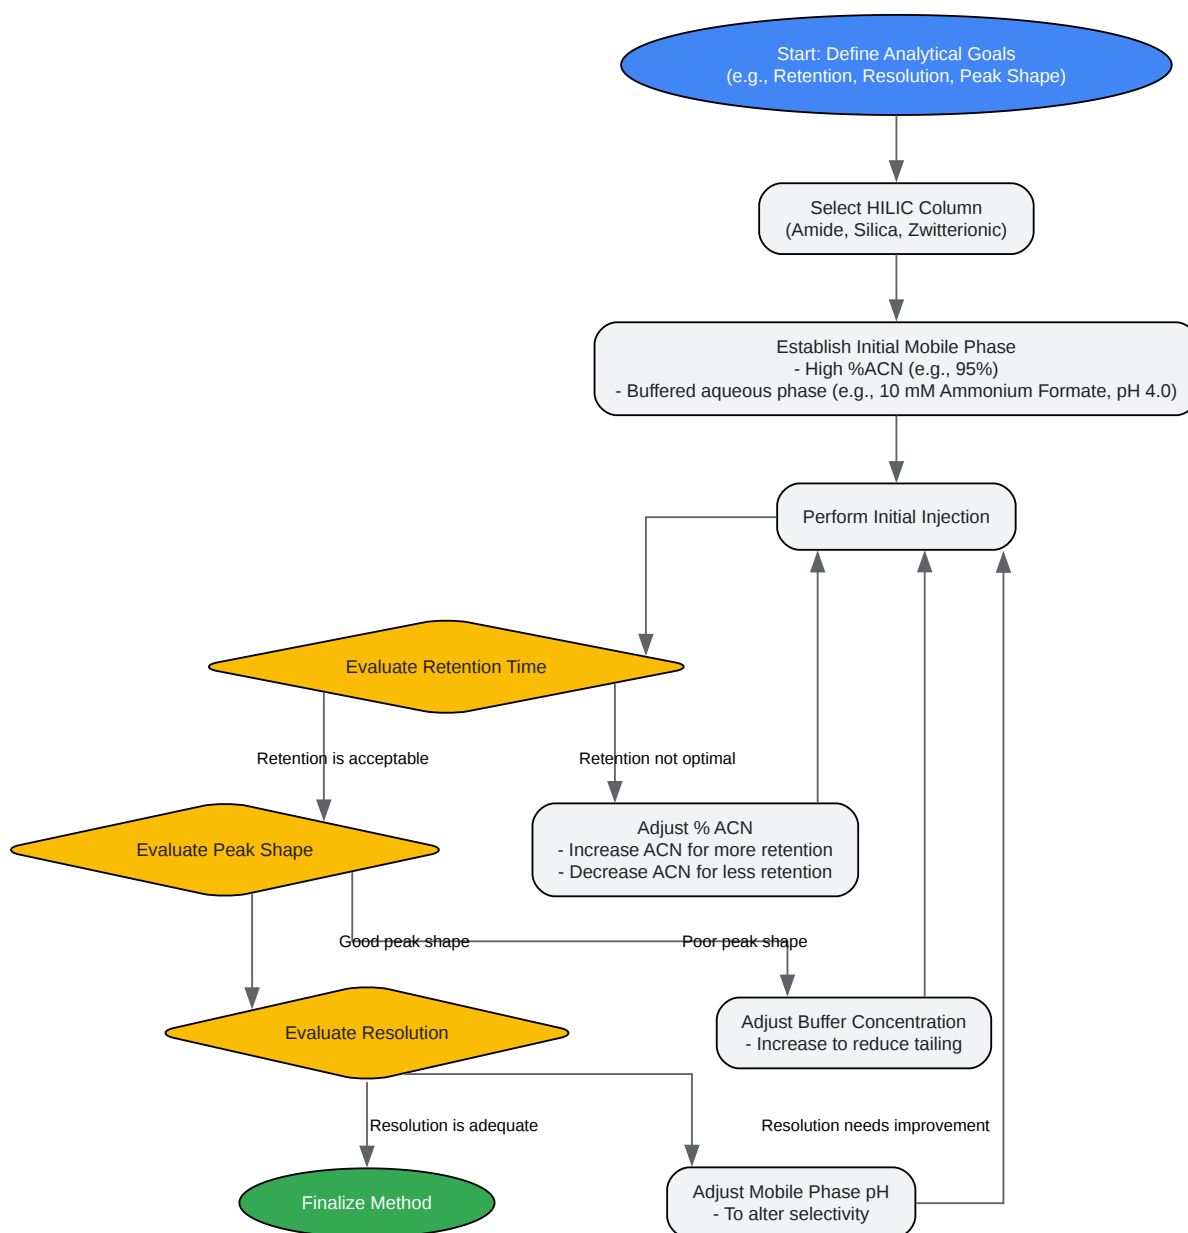 Start: Define Analytical Goals
(e.g., Retention, Resolution, Peak Shape)
Select HILIC Column
(Amide, Silica, Zwitterionic)
Establish Initial Mobile Phase
- High %ACN (e.g., 95%)
- Buffered aqueous phase (e.g., 10 mM Ammonium Formate, pH 4.0)
Perform Initial Injection
Evaluate Retention Time
Retention is acceptable
Retention not optimal
Adjust % ACN
- Increase ACN for more retention
- Decrease ACN for less retention
Evaluate Peak Shape
Good peak shape
Poor peak shape
Adjust Buffer Concentration
- Increase to reduce tailing
Evaluate Resolution
Resolution is adequate
Resolution needs improvement
Finalize Method
Adjust Mobile Phase pH
- To alter selectivity